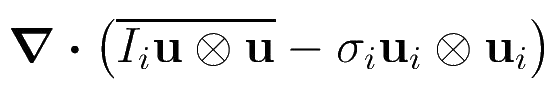 ∇ · (\overline{I_i 𝐮 ⊗ 𝐮} − σ_i 𝐮_i ⊗ 𝐮_i)